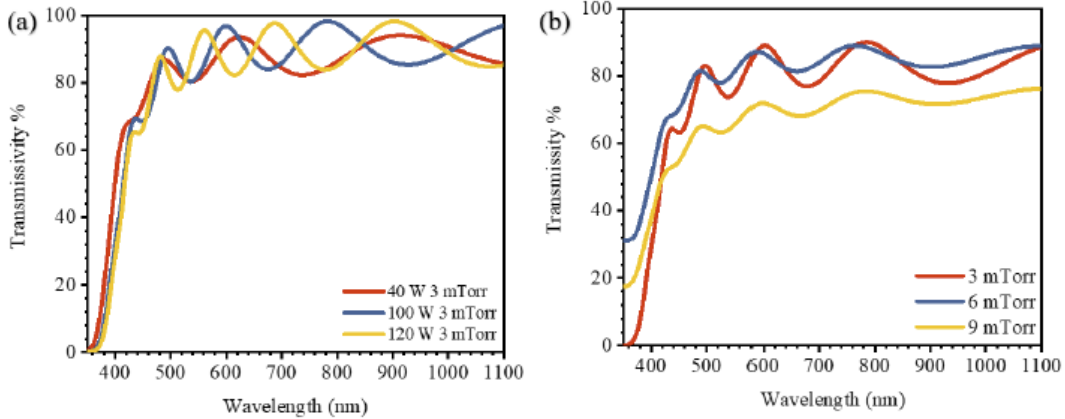 (a)
Transmissivity %
100
80
60
40
20
0
40 W 3 mTorr
100 W 3 mTorr
120 W 3 mTorr
400 500 600 700 800 900 1000 1100
Wavelength (nm)
(b)
Transmissity %
100
80
60
40
20
0
3 mTorr
6 mTorr
9 mTorr
400 500 600 700 800 900 1000 1100
Wavelength (nm)